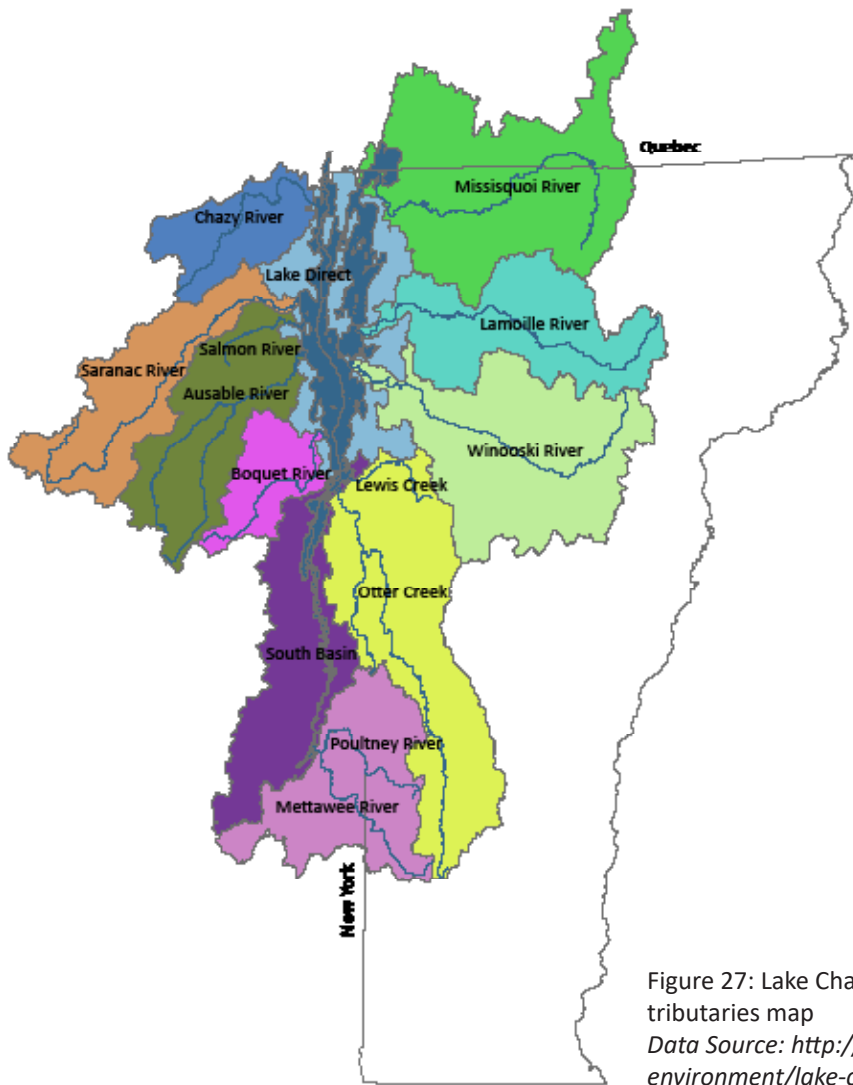 Quebec
Missisquoi River
Chazy River
Lake Direct
Lamoille River
Salmon River
Saranac River
Ausable River
Winooski River
Boquet River
Lewis Creek
Otter Creek
South Basin
Poultney River
Mettawee River
New York
Figure 27: Lake Cha
tributaries map
Data Source: http://
environment/lake-c